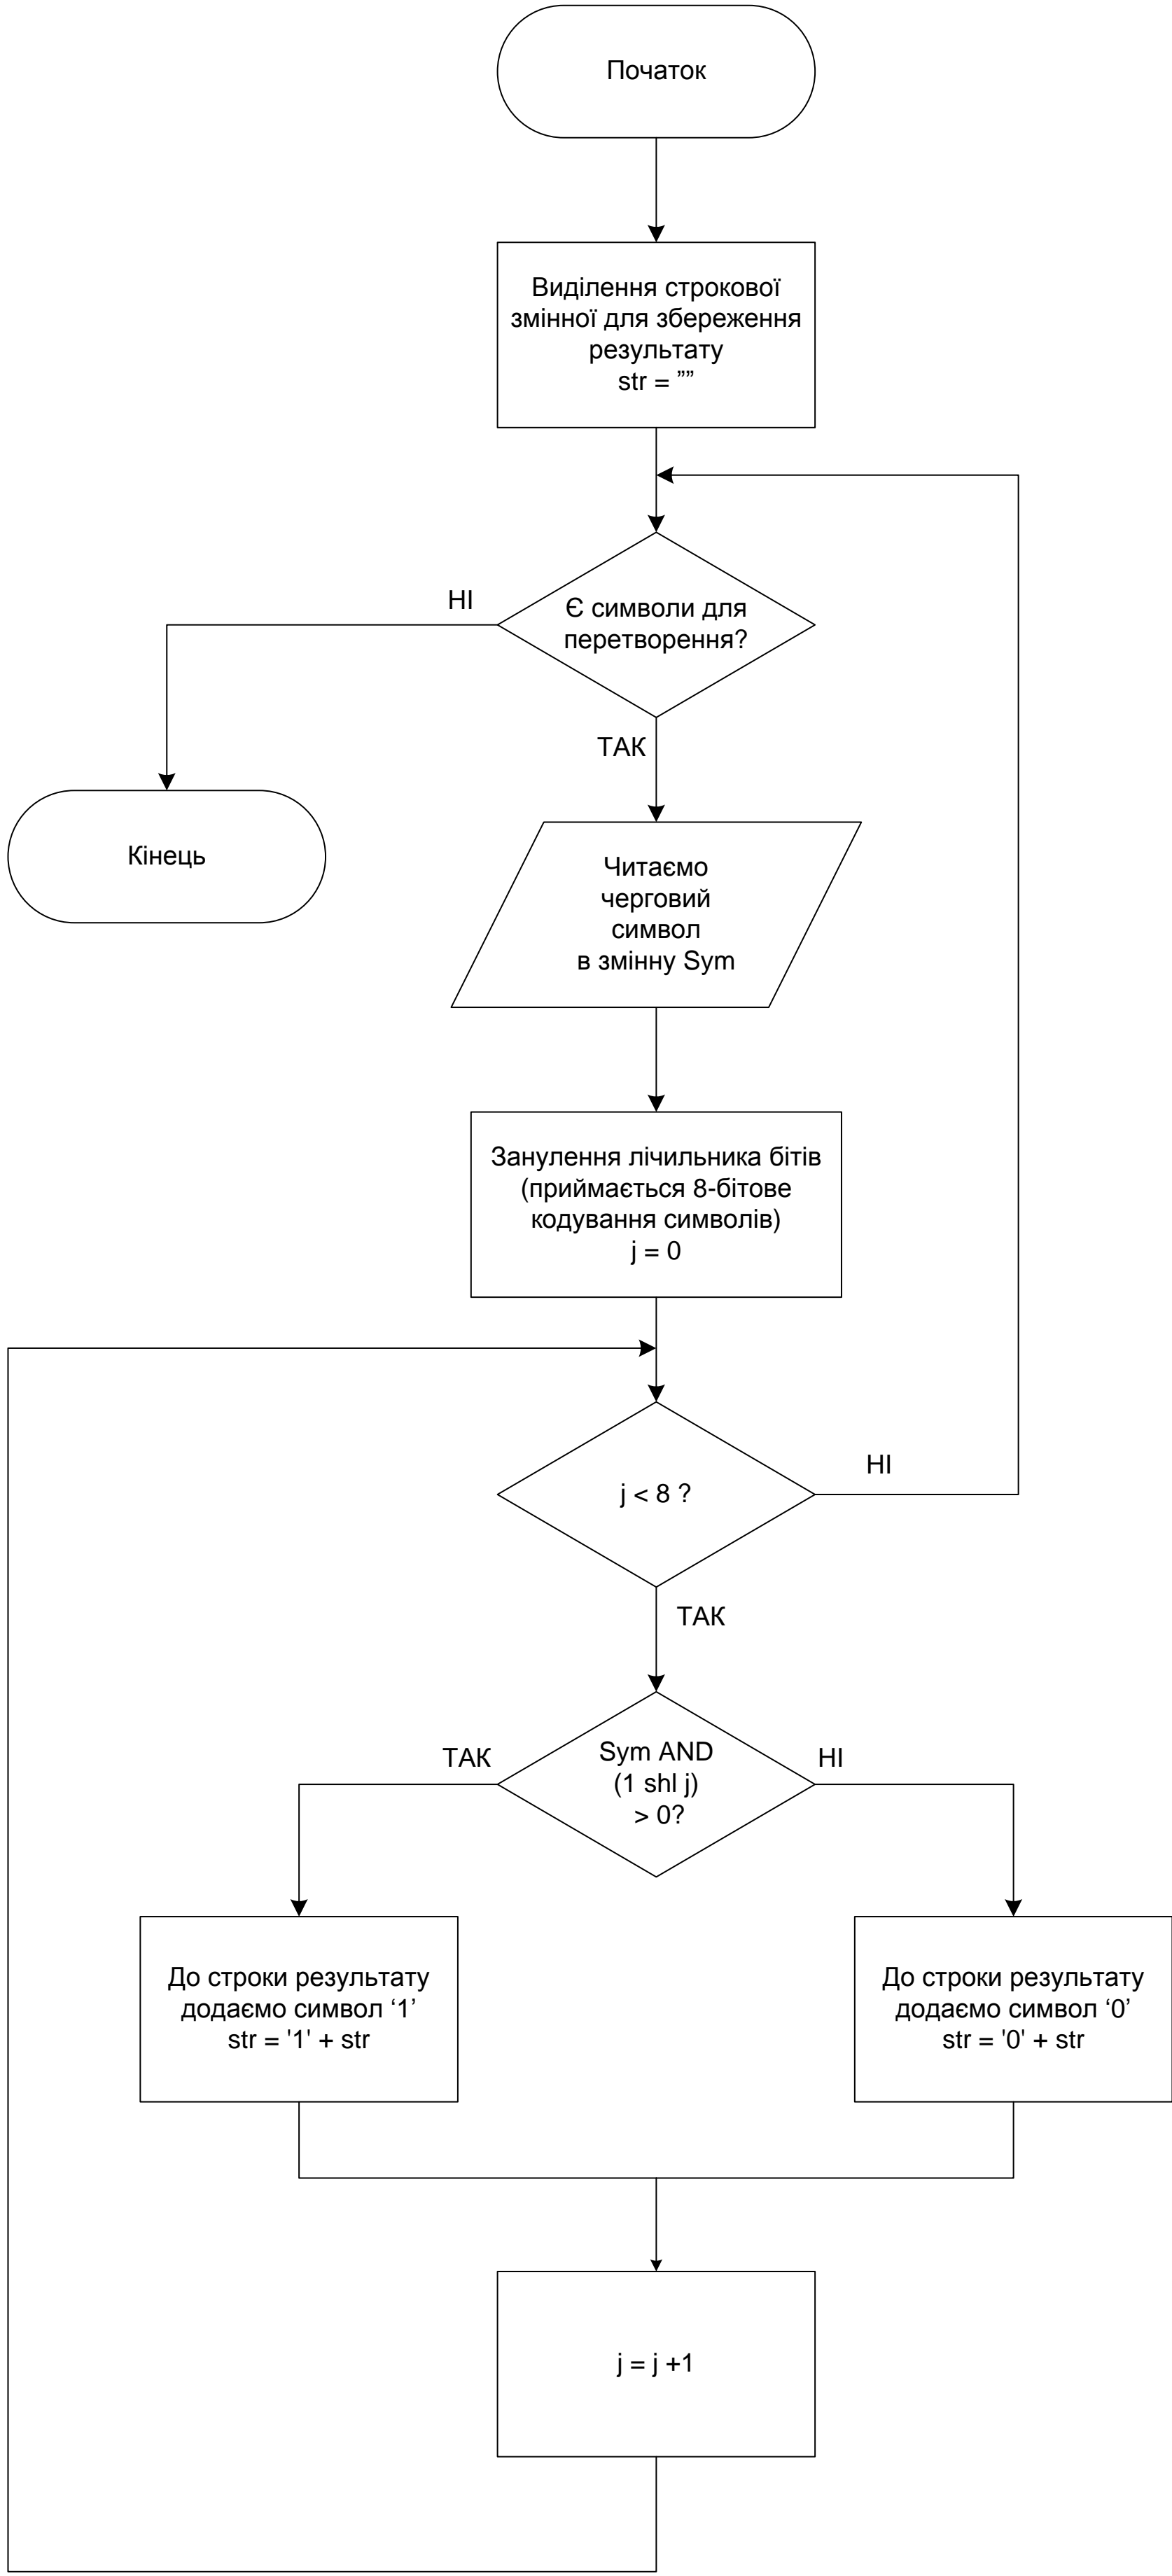 Початок
Виділення строкової
змінної для збереження
результату
str = ””
НІ
Є символи для
перетворення?
ТАК
Кінець
Читаємо
черговий
символ
в змінну Sym
Занулення лічильника бітів
(приймається 8-бітове
кодування символів)
j = 0
j < 8 ?
НІ
ТАК
ТАК
Sym AND
(1 shl j)
> 0?
НІ
До строки результату
додаємо символ ‘1’
str = '1' + str
До строки результату
додаємо символ ‘0’
str = '0' + str
j = j +1